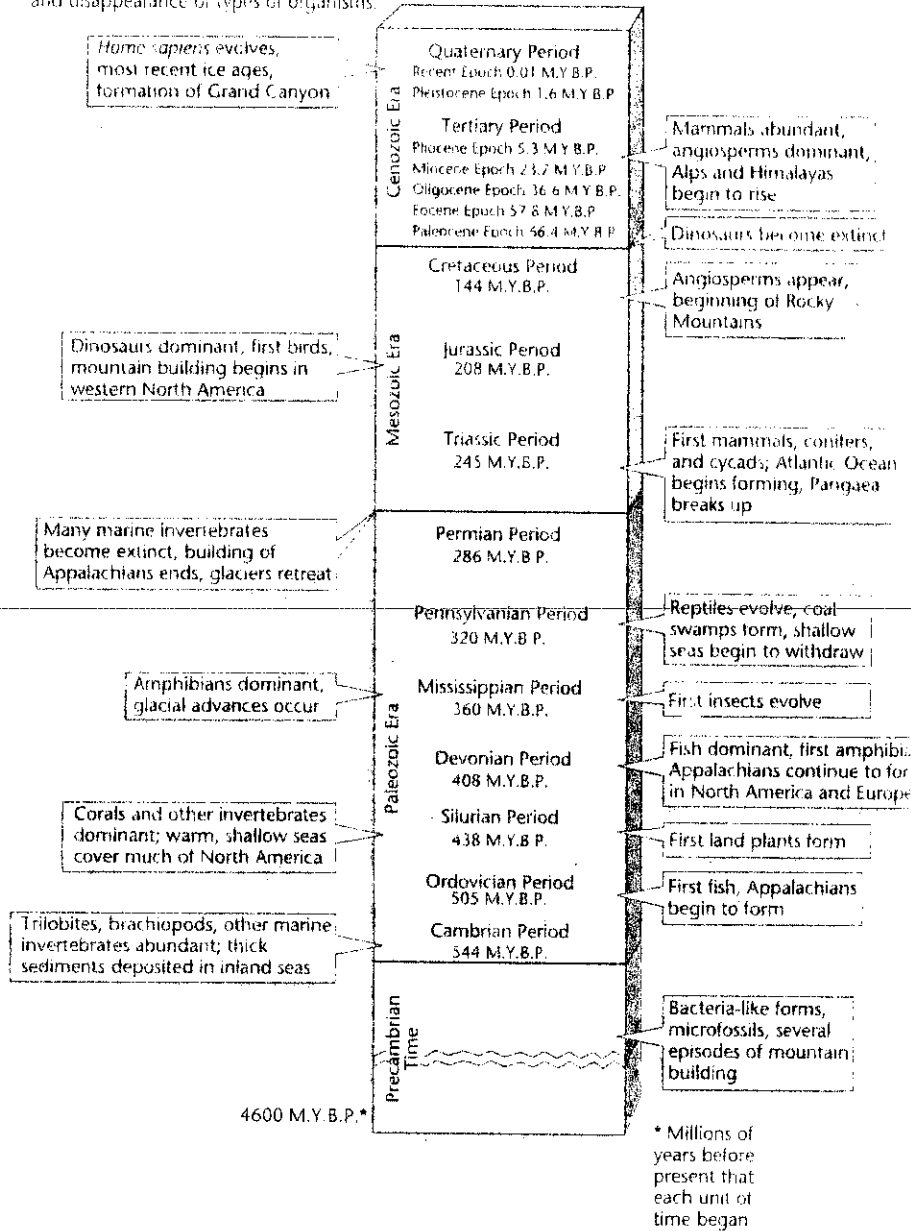 and disappearance of types of organisms.
Homo sapiens evolves,
most recent ice ages,
formation of Grand Canyon
Cenozoic Era
Quaternary Period
Recent Epoch 0.01 M.Y.B.P.
Pleistocene Epoch 1.6 M.Y.B.P
Tertiary Period
Pliocene Epoch 5.3 M.Y.B.P.
Miocene Epoch 23.7 M.Y.B.P
Oligocene Epoch 36.6 M.Y.B.P.
Eocene Epoch 57.8 M.Y.B.P
Paleocene Epoch 66.4 M.Y.B.P
Mammals abundant,
angiosperms dominant,
Alps and Himalayas
begin to rise
Dinosaurs become extinct
Mesozoic Era
Cretaceous Period
144 M.Y.B.P.
Angiosperms appear,
beginning of Rocky
Mountains
Dinosaurs dominant, first birds,
mountain building begins in
western North America
Jurassic Period
208 M.Y.B.P.
Triassic Period
245 M.Y.B.P.
First mammals, conifers,
and cycads; Atlantic Ocean
begins forming, Pangaea
breaks up
Many marine invertebrates
become extinct, building of
Appalachians ends, glaciers retreat
Paleozoic Era
Permian Period
286 M.Y.B.P.
Pennsylvanian Period
320 M.Y.B.P.
Reptiles evolve, coal
swamps form, shallow
seas begin to withdraw
Amphibians dominant,
glacial advances occur
Mississippian Period
360 M.Y.B.P.
First insects evolve
Devonian Period
408 M.Y.B.P.
Fish dominant, first amphibi
Appalachians continue to for
in North America and Europe
Corals and other invertebrates
dominant; warm, shallow seas
cover much of North America
Silurian Period
438 M.Y.B.P.
First land plants form
Ordovician Period
505 M.Y.B.P.
First fish, Appalachians
begin to form
Trilobites, brachiopods, other marine
invertebrates abundant; thick
sediments deposited in inland seas
Cambrian Period
544 M.Y.B.P.
Precambrian
Time
Bacteria-like forms,
microfossils, several
episodes of mountain
building
4600 M.Y.B.P.*
* Millions of
years before
present that
each unit of
time began